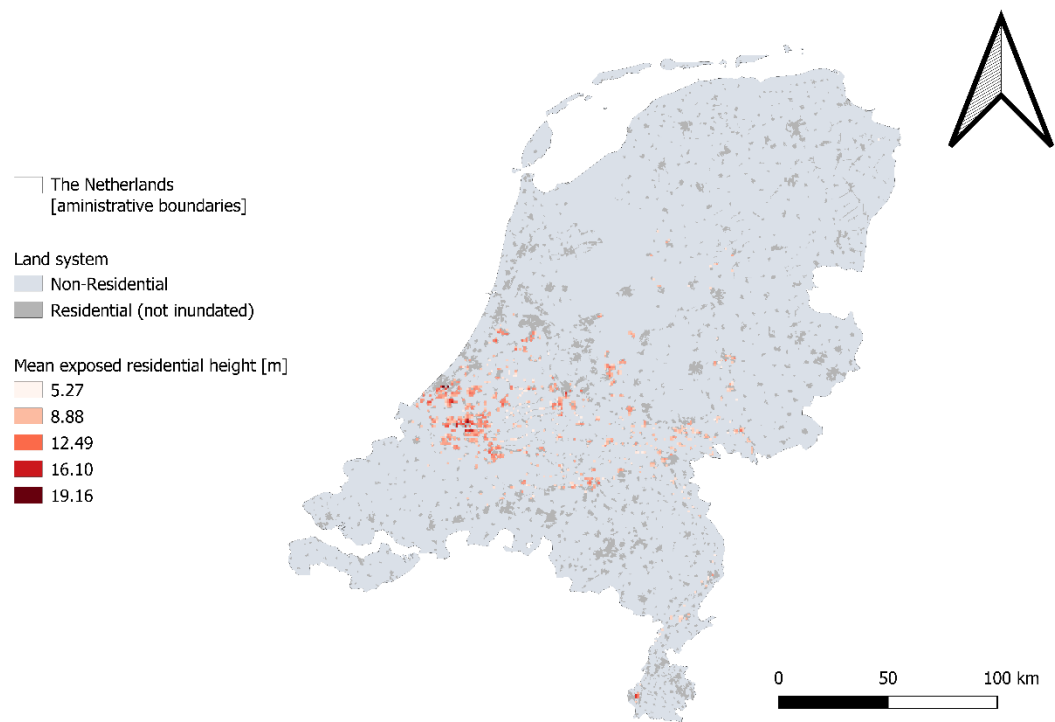 The Netherlands
[aministrative boundaries]
Land system
Non-Residential
Residential (not inundated)
Mean exposed residential height [m]
5.27
8.88
12.49
16.10
19.16
0 50 100 km